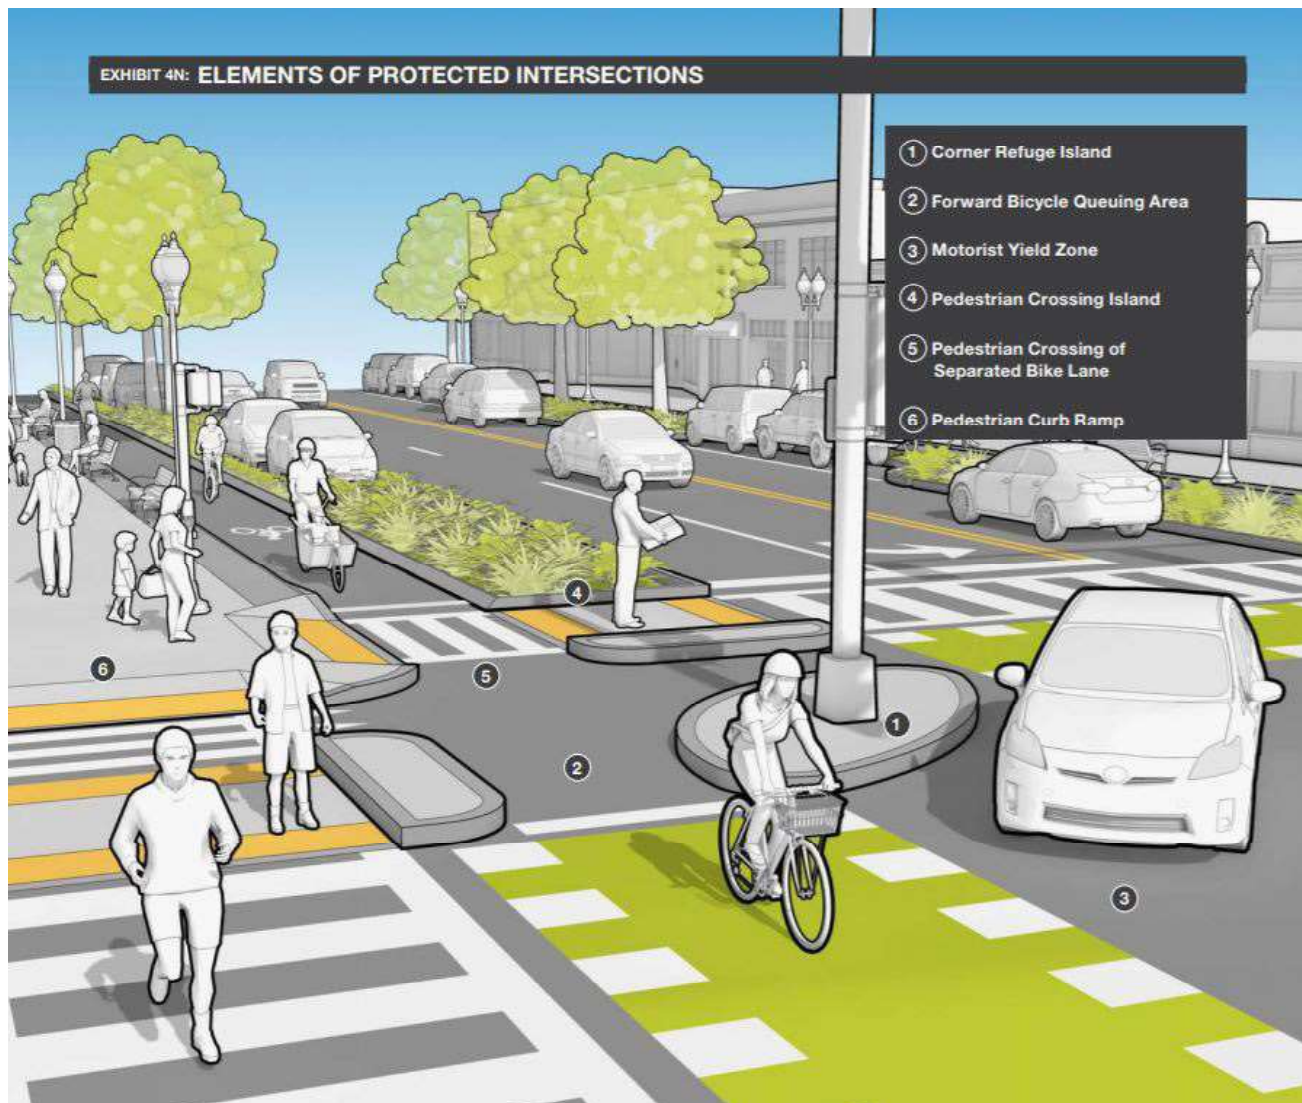 EXHIBIT 4N: ELEMENTS OF PROTECTED INTERSECTIONS
1 Corner Refuge Island
2 Forward Bicycle Queuing Area
3 Motorist Yield Zone
4 Pedestrian Crossing Island
5 Pedestrian Crossing of
Separated Bike Lane
6 Pedestrian Curb Ramp
4
6
5
1
2
3